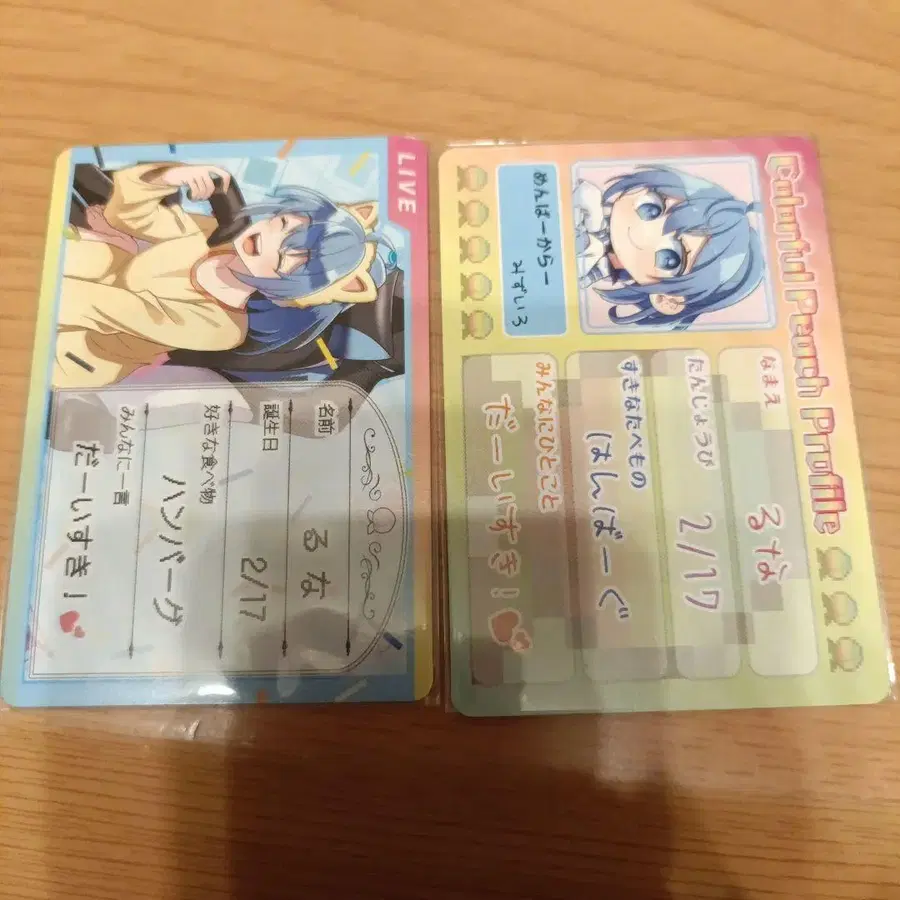 LIVE
名前
るな
誕生日
2/17
好きな食べ物
ハンバーグ
みんなに一言
だーいすき!
Colorful Peach Profile
めんばーからー
みずいろ
なまえ
るな
たんじょうび
2/17
すきなたべもの
はんばーぐ
みんなにひとこと
だーいすき!